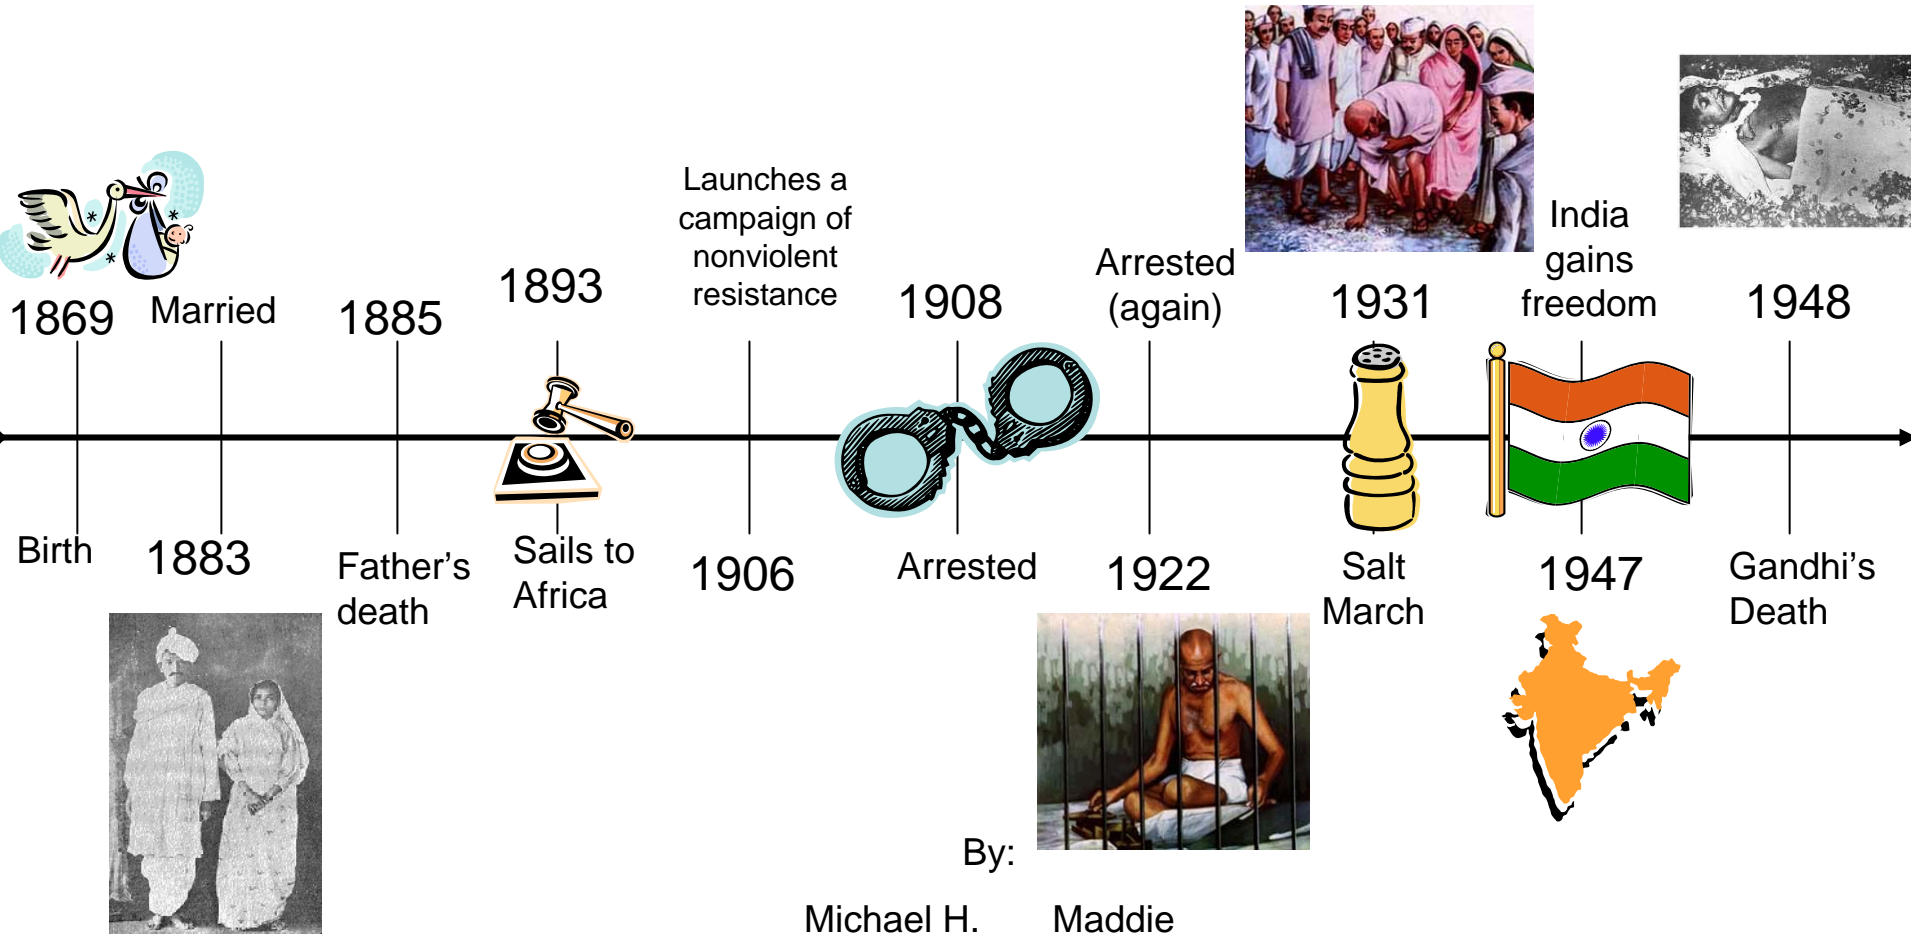 1869
Birth
Married
1883
1885
Father’s
death
1893
Sails to
Africa
Launches a
campaign of
nonviolent
resistance
1906
1908
Arrested
Arrested
(again)
1922
1931
Salt
March
India
gains
freedom
1947
1948
Gandhi’s
Death
By:
Michael H. Maddie